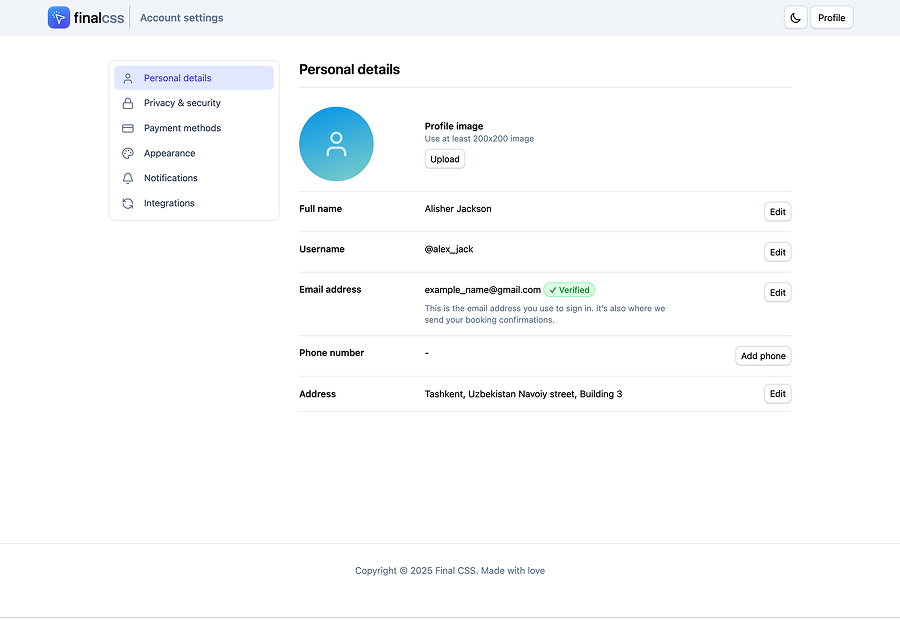 finalcss
Account settings
Profile
Personal details
Privacy & security
Payment methods
Appearance
Notifications
Integrations
Personal details
Profile image
Use at least 200x200 image
Upload
Full name
Alisher Jackson
Edit
Username
@alex_jack
Edit
Email address
example_name@gmail.com
Verified
Edit
This is the email address you use to sign in. It's also where we
send your booking confirmations.
Phone number
-
Add phone
Address
Tashkent, Uzbekistan Navoiy street, Building 3
Edit
Copyright © 2025 Final CSS. Made with love